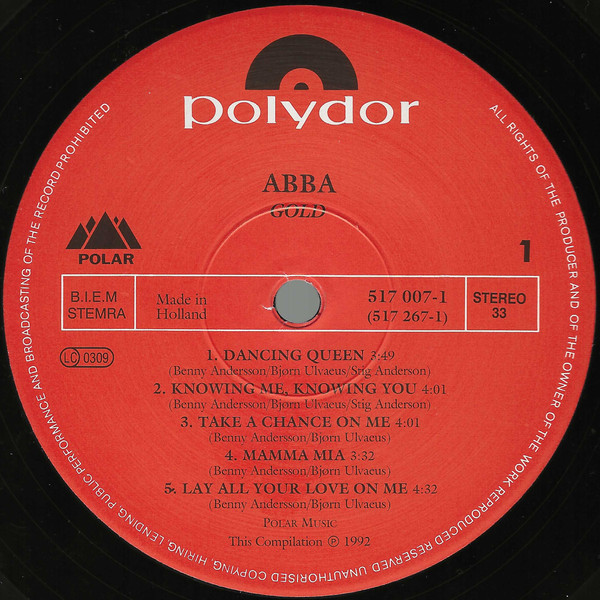 polydor
ABBA
GOLD
POLAR
1
B.I.E.M
STEMRA
Made in
Holland
517 007-1
(517 267-1)
STEREO
33
LC 0309
1. DANCING QUEEN 3:49
(Benny Andersson/Bjørn Ulvaeus/Stig Anderson)
2. KNOWING ME, KNOWING YOU 4:01
(Benny Andersson/Bjørn Ulvaeus/Stig Anderson)
3. TAKE A CHANCE ON ME 4:01
(Benny Andersson/Bjørn Ulvaeus)
4. MAMMA MIA 3:32
(Benny Andersson/Bjørn Ulvaeus)
5. LAY ALL YOUR LOVE ON ME 4:32
(Benny Andersson/Bjørn Ulvaeus)
POLAR MUSIC
This Compilation ℗ 1992
ALL RIGHTS OF THE PRODUCER AND OF THE OWNER OF THE WORK REPRODUCED RESERVED UNAUTHORISED COPYING, HIRING, LENDING, PUBLIC PERFORMANCE AND BROADCASTING OF THE RECORD PROHIBITED